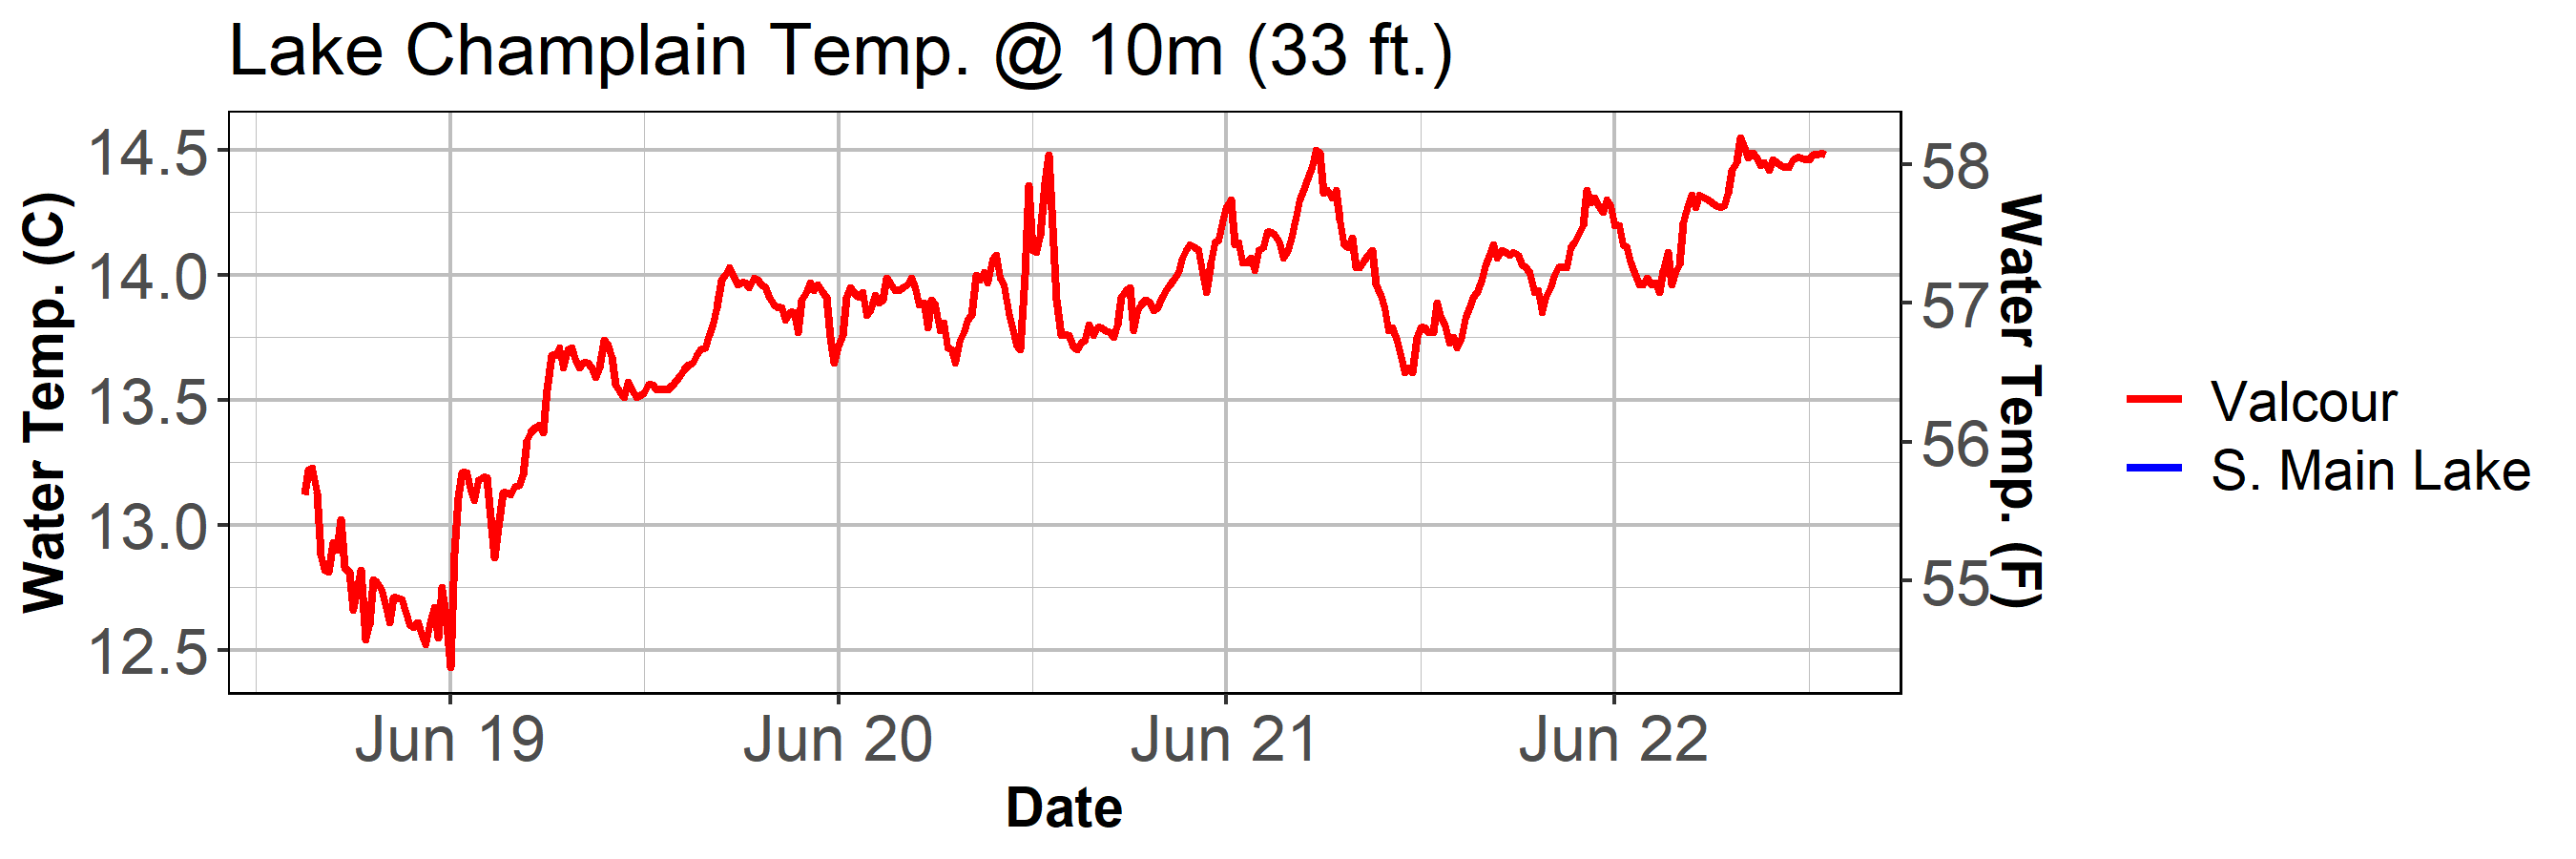 Lake Champlain Temp. @ 10m (33 ft.)
Water Temp. (C)
14.5
14.0
13.5
13.0
12.5
58
57
56
55
Water Temp. (F)
Jun 19
Jun 20
Jun 21
Jun 22
Date
Valcour
S. Main Lake